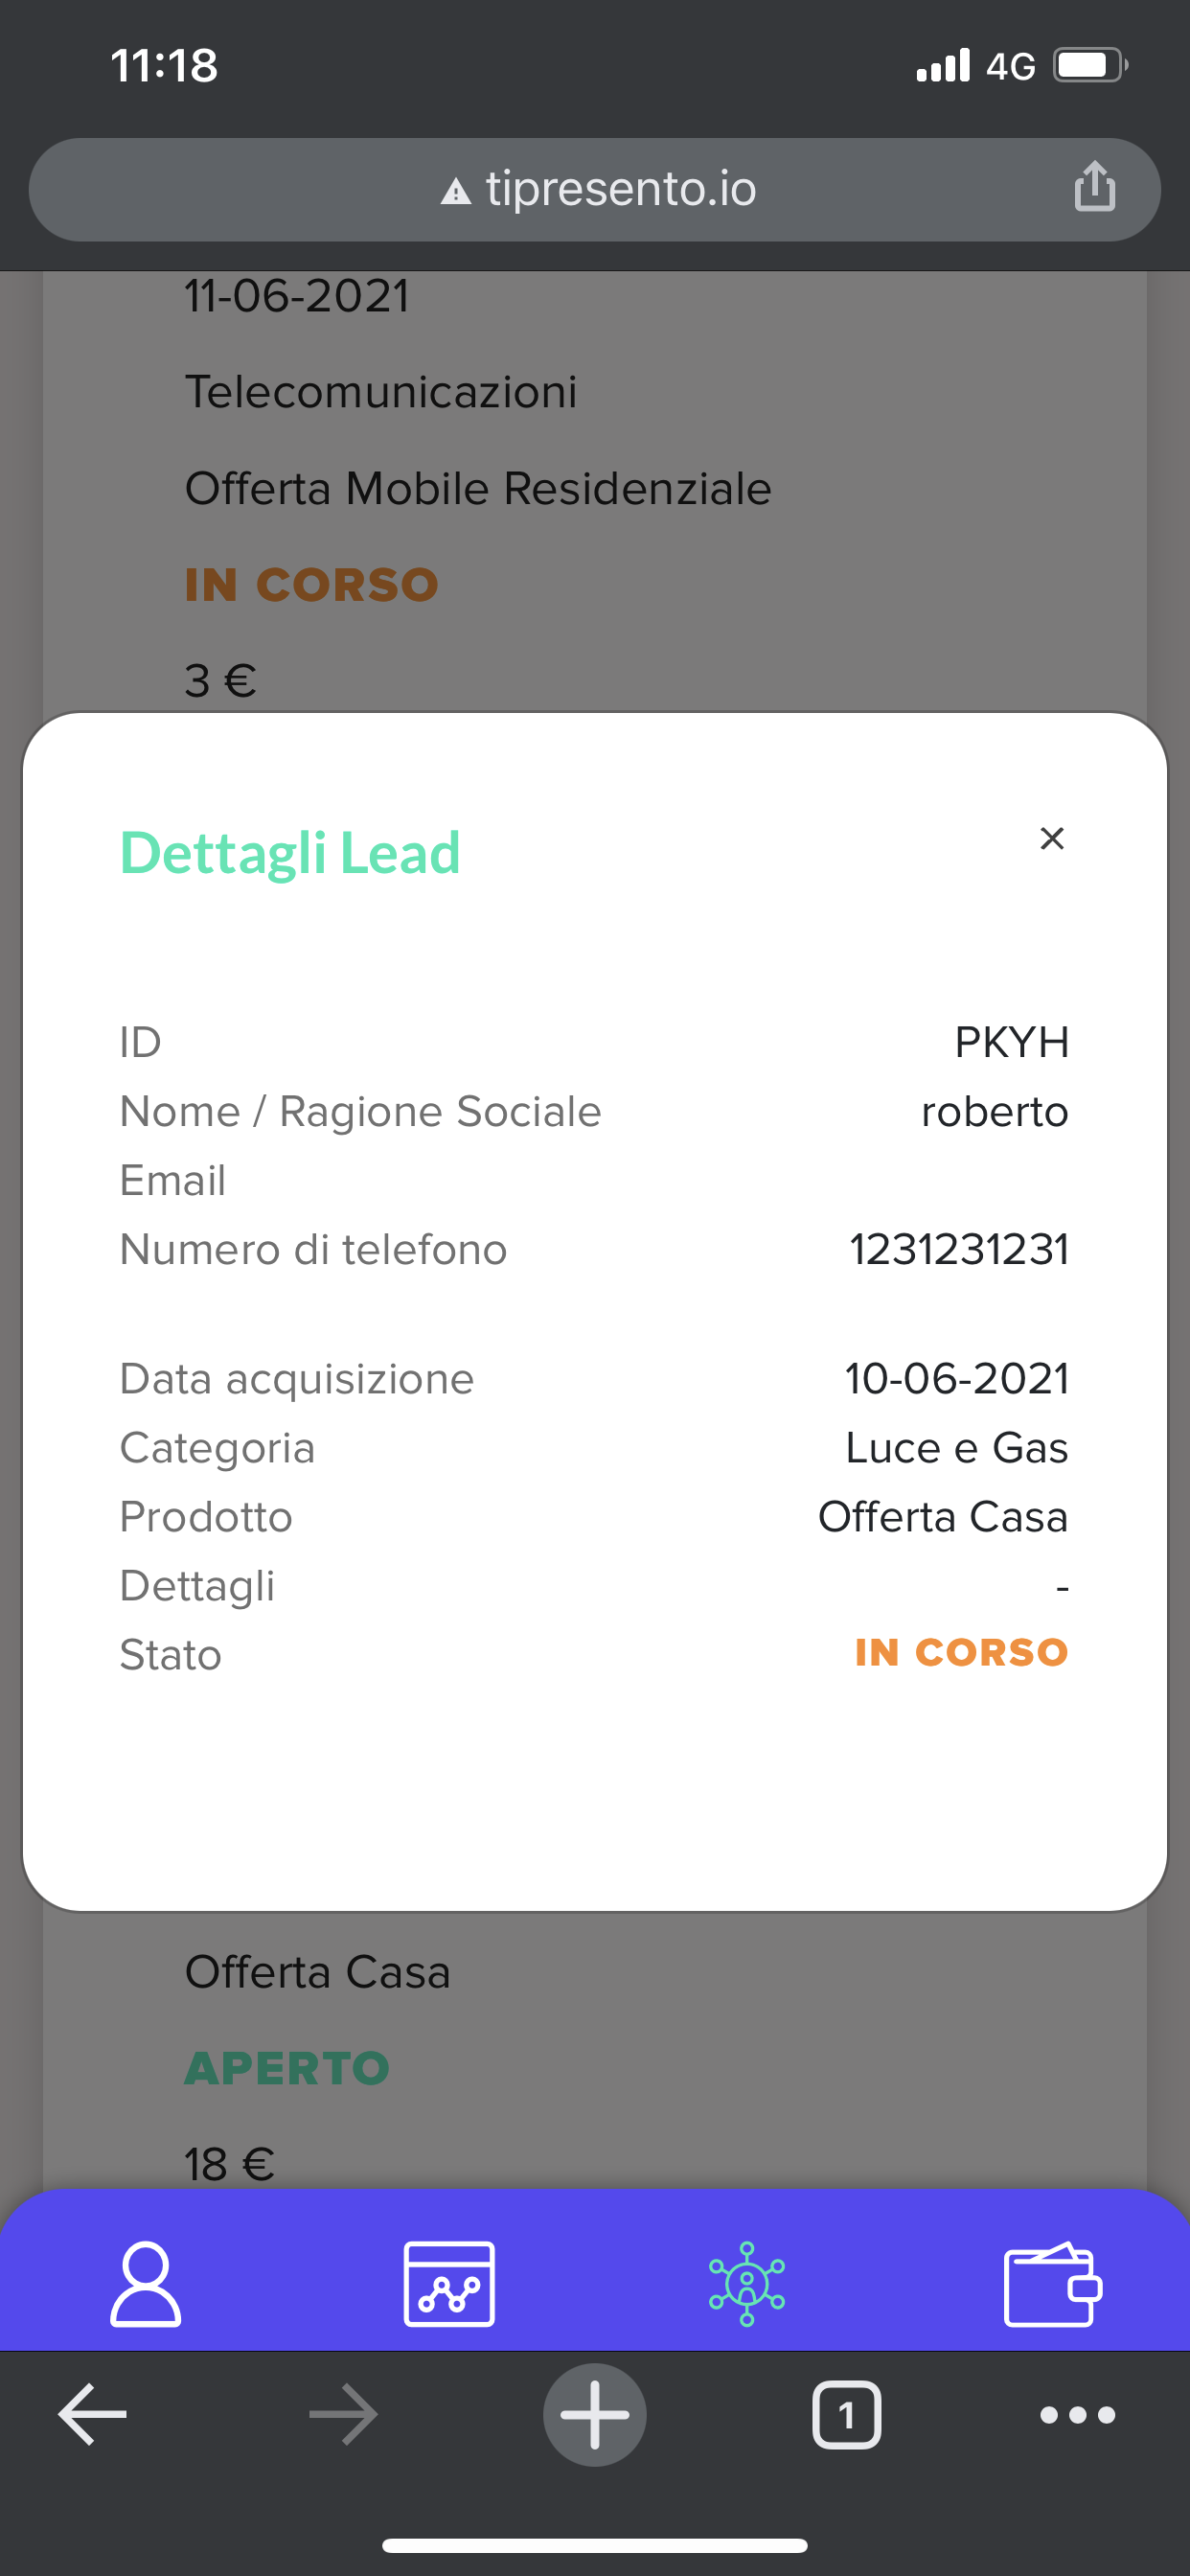 11:18
4G
tipresento.io
11-06-2021
Telecomunicazioni
Offerta Mobile Residenziale
IN CORSO
3 €
Dettagli Lead
×
ID PKYH
Nome / Ragione Sociale roberto
Email
Numero di telefono 1231231231
Data acquisizione 10-06-2021
Categoria Luce e Gas
Prodotto Offerta Casa
Dettagli -
Stato IN CORSO
Offerta Casa
APERTO
18 €
1